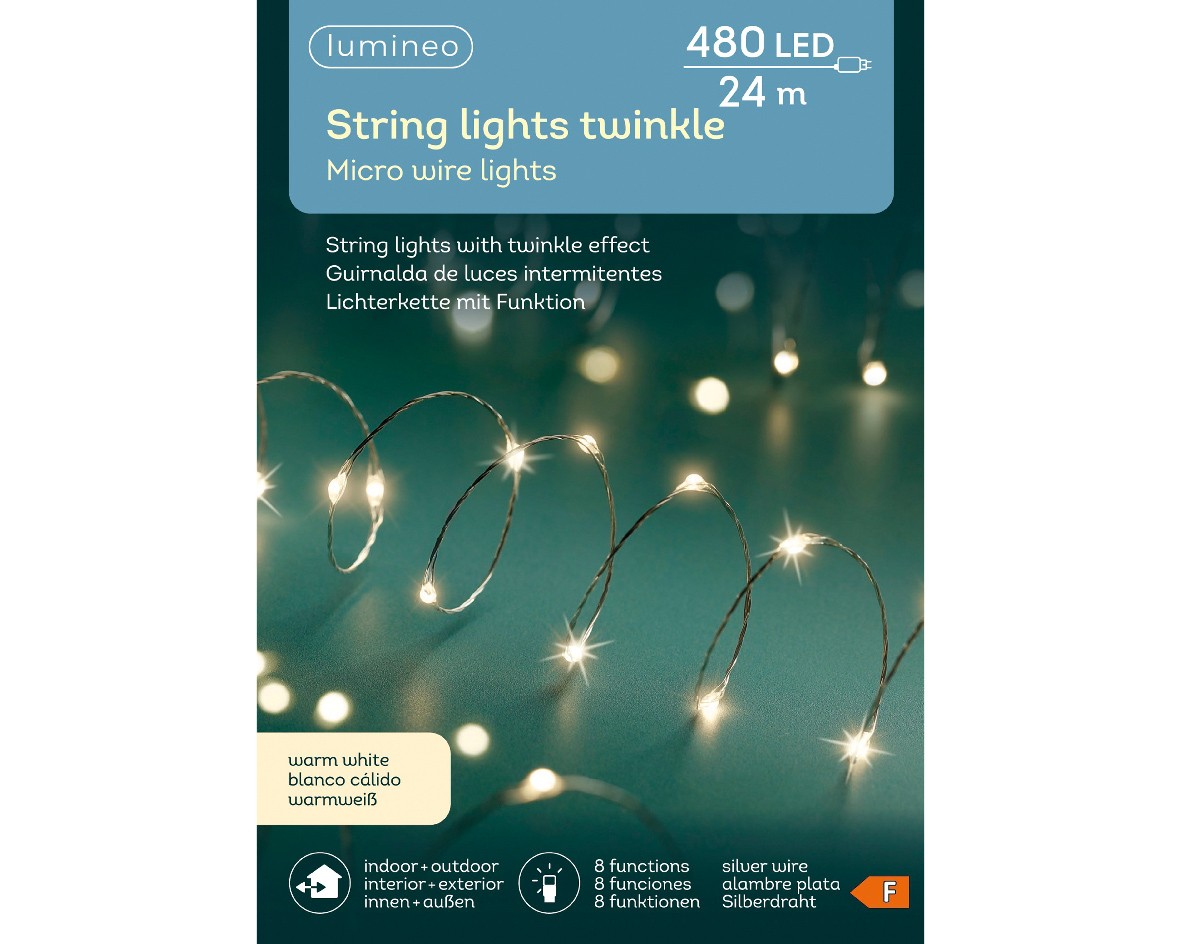 lumineo
480 LED
24 m
String lights twinkle
Micro wire lights
String lights with twinkle effect
Guirnalda de luces intermitentes
Lichterkette mit Funktion
warm white
blanco cálido
warmweiß
indoor + outdoor
interior + exterior
innen + außen
8 functions
8 funciones
8 funktionen
silver wire
alambre plata
Silberdraht
F